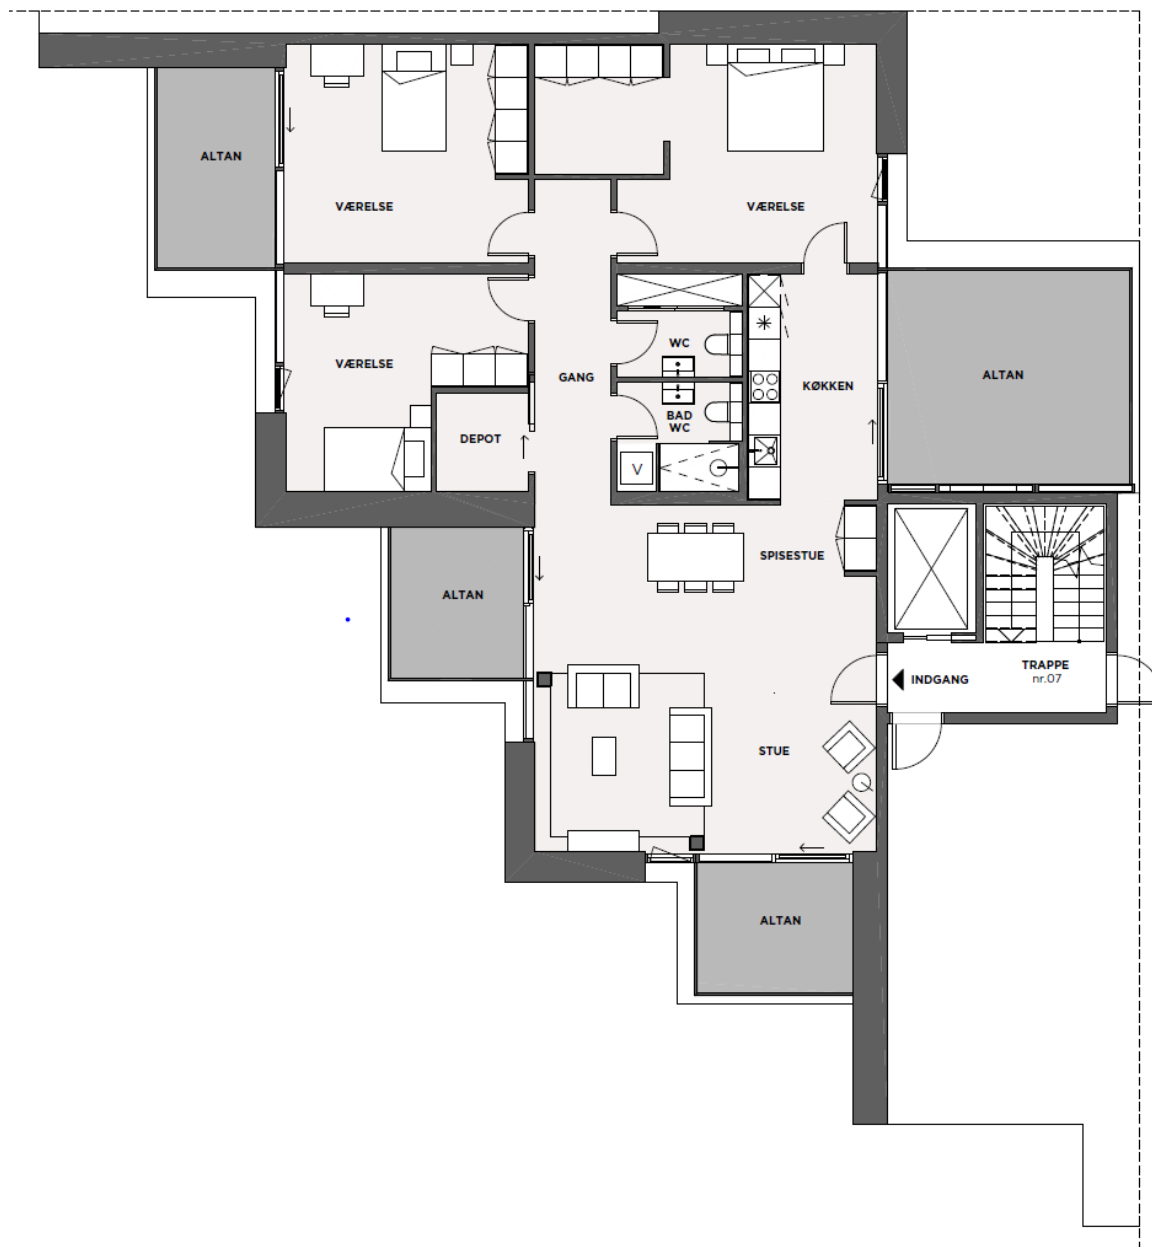 ALTAN
VÆRELSE
VÆRELSE
WC
VÆRELSE
GANG
KØKKEN
ALTAN
BAD
WC
DEPOT
V
SPISESTUE
ALTAN
TRAPPE
nr.07
INDGANG
STUE
ALTAN